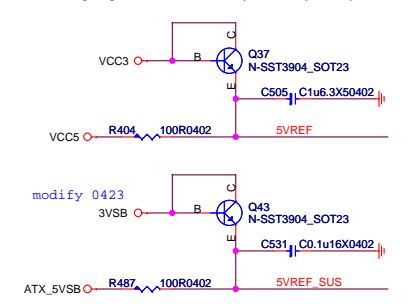 C
Q37
VCC3
B
N-SST3904_SOT23
E
C505
C1u6.3X50402
R404
100R0402
5VREF
VCC5
modify 0423
C
3VSB
B
Q43
N-SST3904_SOT23
E
C531
C0.1u16X0402
R487
100R0402
5VREF_SUS
ATX_5VSB